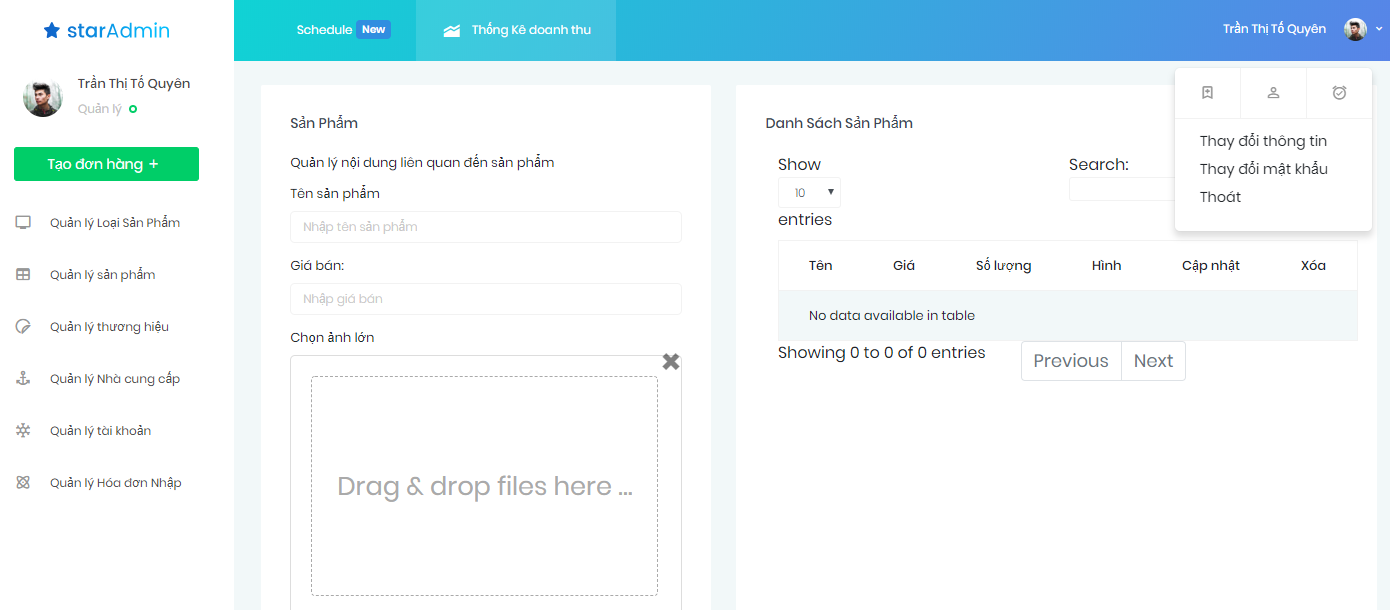 starAdmin
Schedule New
Thống Kê doanh thu
Trần Thị Tố Quyên
Trần Thị Tố Quyên
Quản lý
Tạo đơn hàng +
Quản lý Loại Sản Phẩm
Quản lý sản phẩm
Quản lý thương hiệu
Quản lý Nhà cung cấp
Quản lý tài khoản
Quản lý Hóa đơn Nhập
Sản Phẩm
Quản lý nội dung liên quan đến sản phẩm
Tên sản phẩm
Nhập tên sản phẩm
Giá bán:
Nhập giá bán
Chọn ảnh lớn
Drag & drop files here ...
Danh Sách Sản Phẩm
Show
10
entries
Search:
Tên Giá Số lượng Hình Cập nhật Xóa
No data available in table
Showing 0 to 0 of 0 entries
Previous Next
Thay đổi thông tin
Thay đổi mật khẩu
Thoát